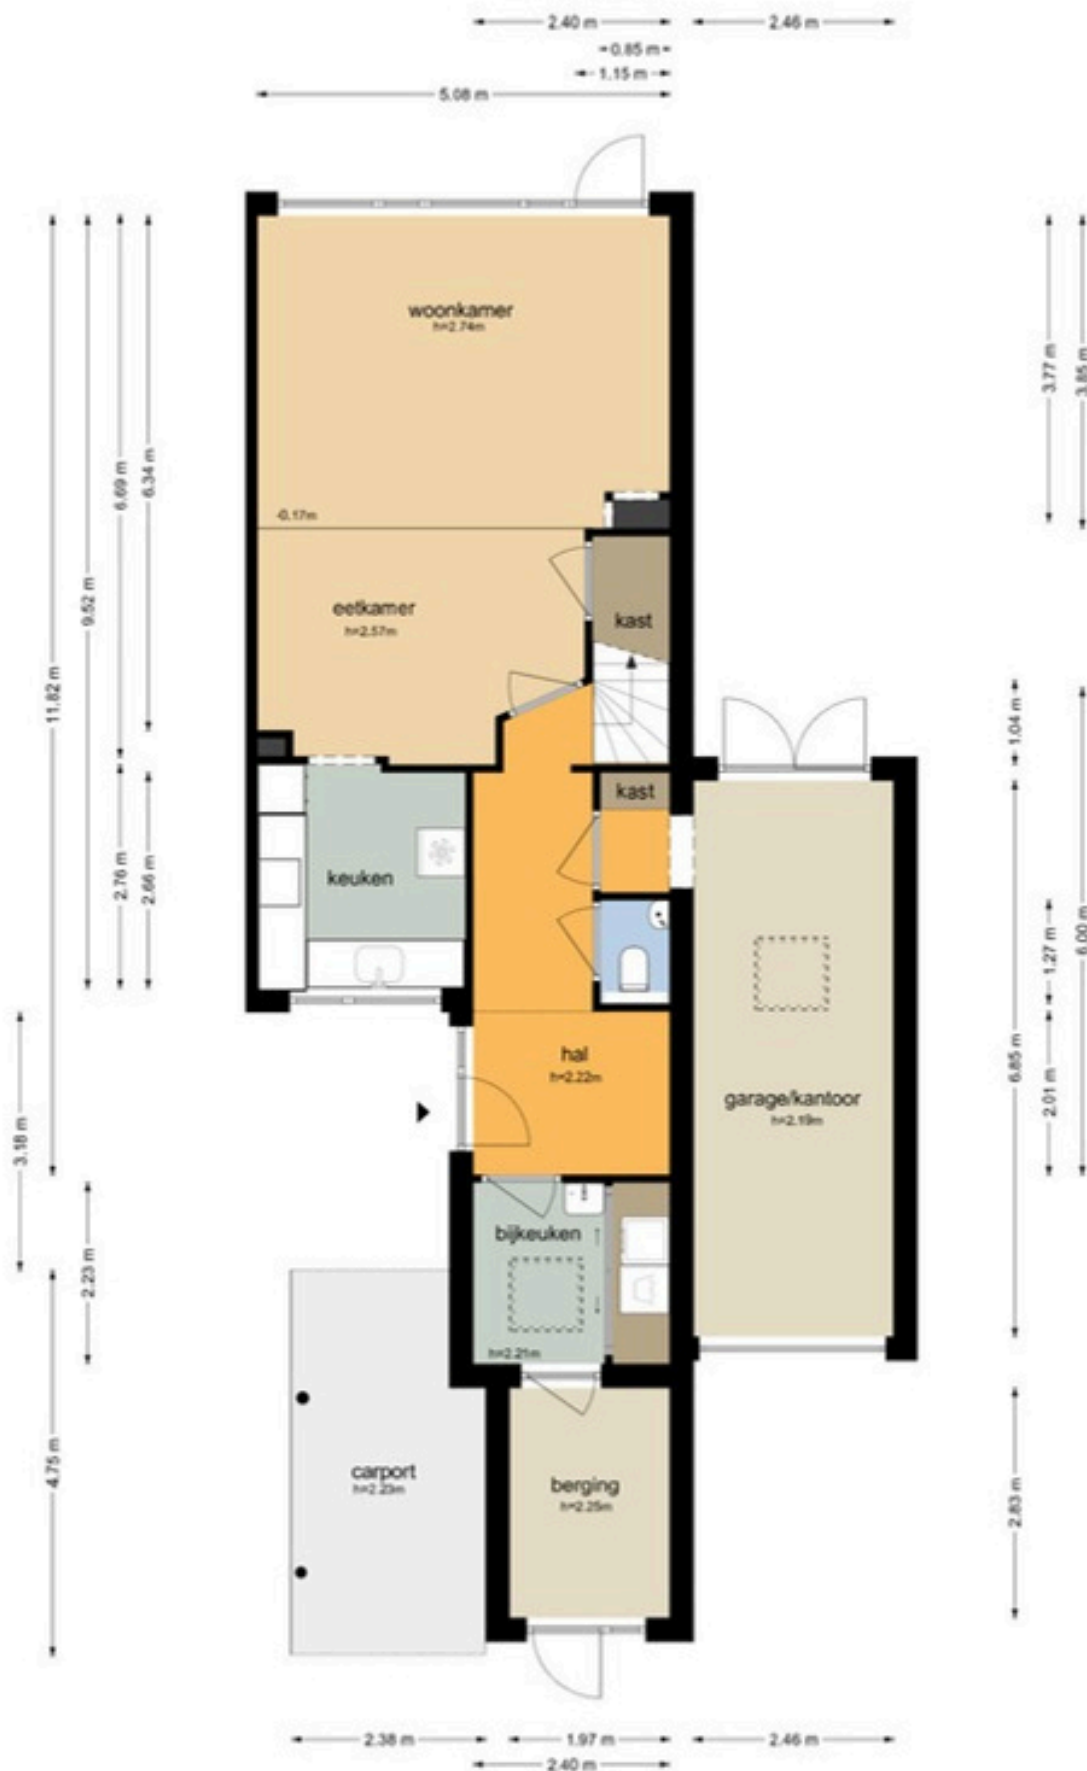 2.40 m
2.46 m
0.85 m
1.15 m
5.08 m
woonkamer
h=2.74m
3.77 m
3.85 m
6.69 m
6.34 m
-0.17m
9.52 m
eetkamer
h=2.57m
kast
11.82 m
1.04 m
kast
2.76 m
2.66 m
keuken
1.27 m
6.00 m
hal
h=2.22m
6.85 m
2.01 m
garage/kantoor
h=2.19m
3.18 m
bijkeuken
2.23 m
h=2.21m
4.75 m
carport
h=2.23m
berging
h=2.25m
2.83 m
2.38 m
1.97 m
2.46 m
2.40 m